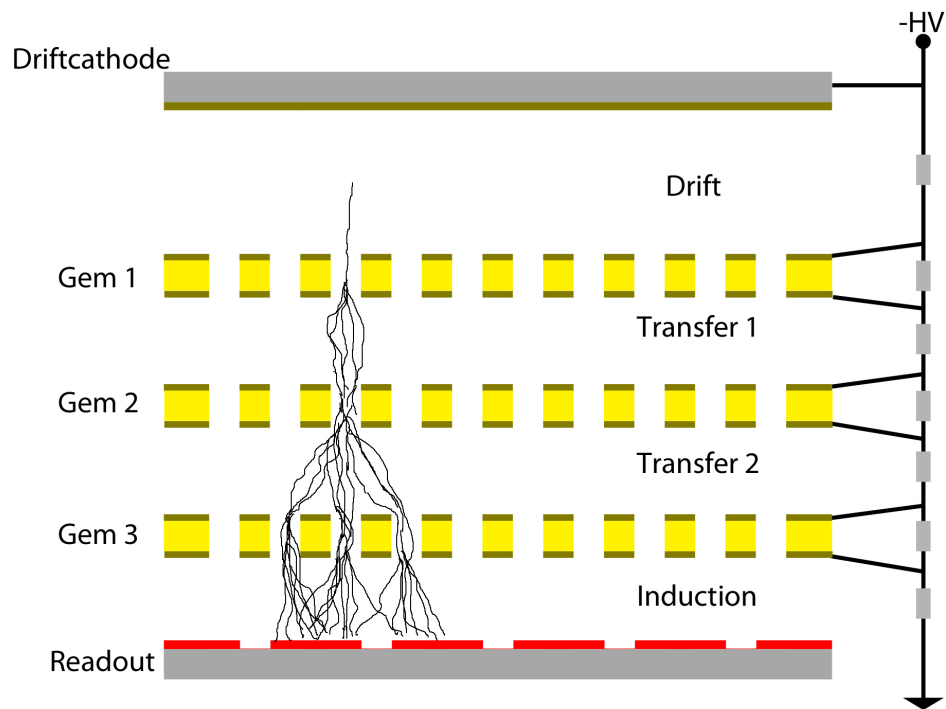 -HV
Driftcathode
Drift
Gem 1
Transfer 1
Gem 2
Transfer 2
Gem 3
Induction
Readout